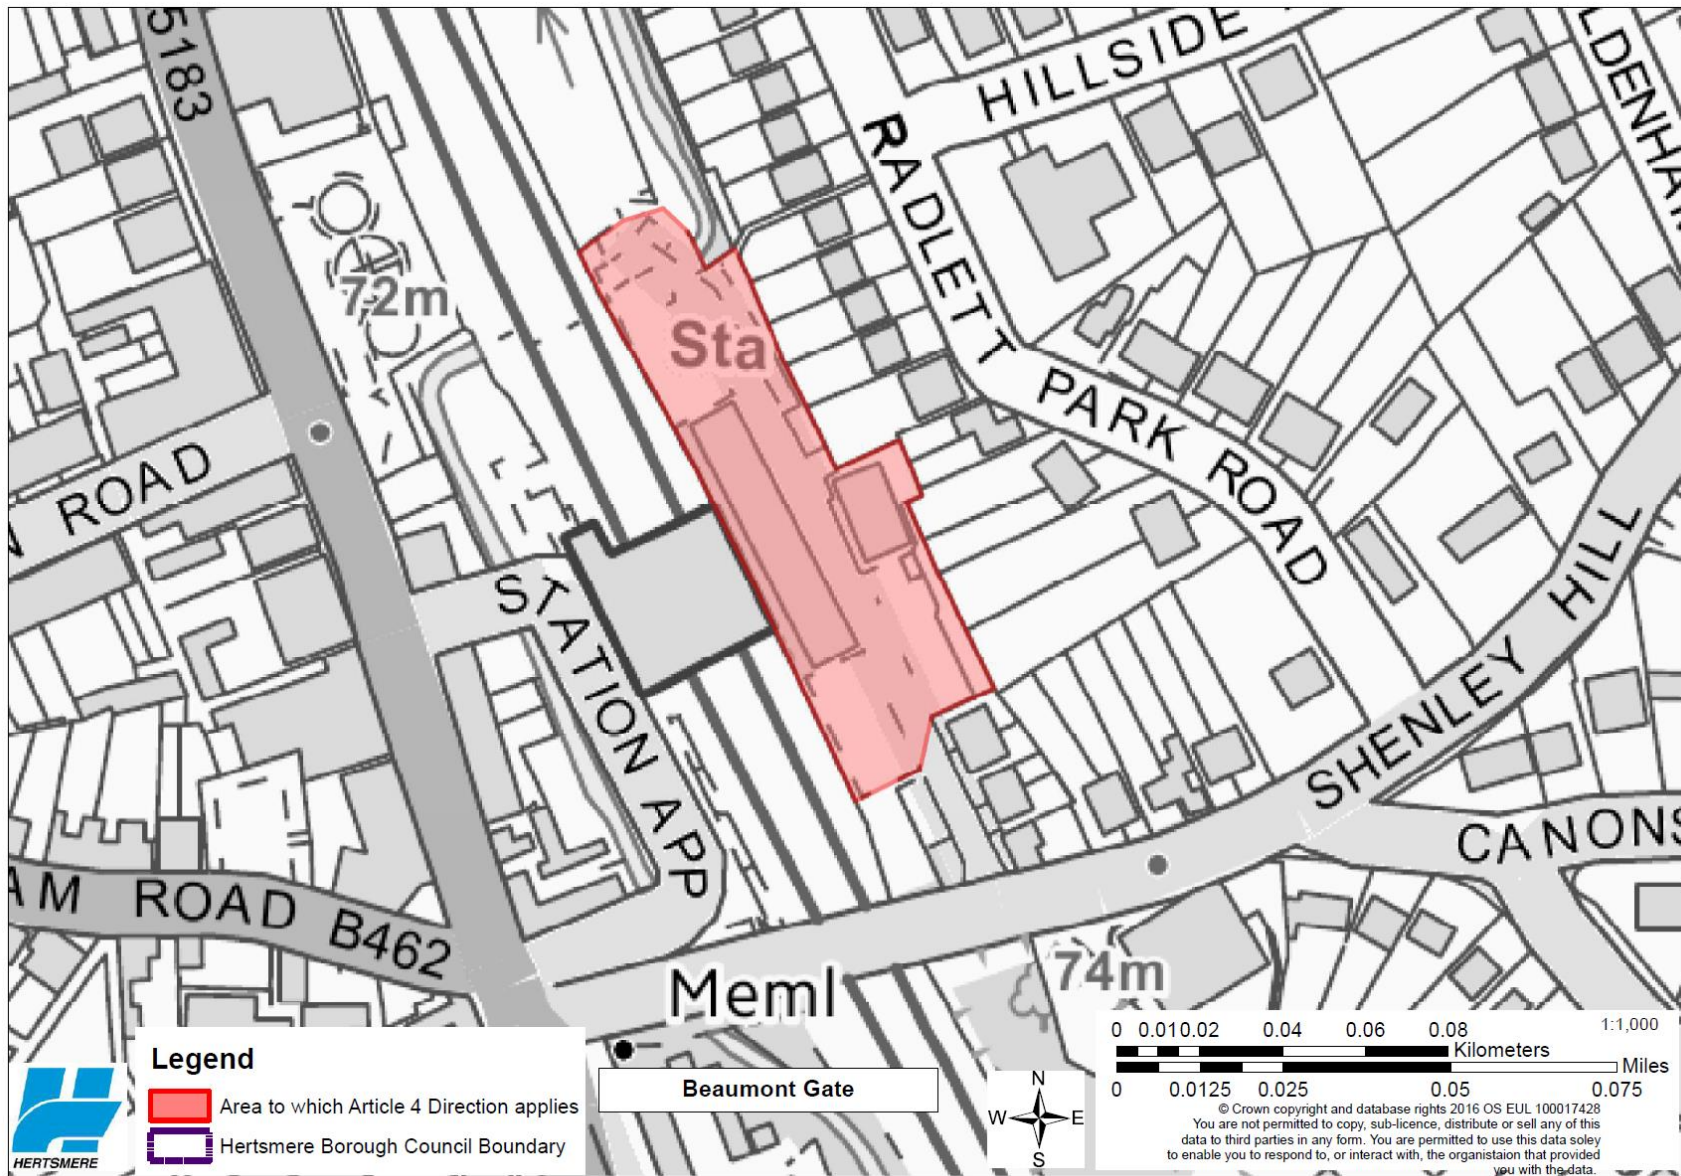 5183
HILLSIDE
LDENHA
RADLETT
PARK ROAD
72m
Sta
ROAD
STATION APP
SHENLEY HILL
CANONS
AM ROAD B462
74m
Meml
Legend
Area to which Article 4 Direction applies
Hertsmere Borough Council Boundary
HERTSMERE
Beaumont Gate
N
W E
S
0 0.01 0.02 0.04 0.06 0.08 1:1,000
Kilometers
Miles
0 0.0125 0.025 0.05 0.075
© Crown copyright and database rights 2016 OS EUL 100017428
You are not permitted to copy, sub-licence, distribute or sell any of this
data to third parties in any form. You are permitted to use this data soley
to enable you to respond to, or interact with, the organistaion that provided
you with the data.